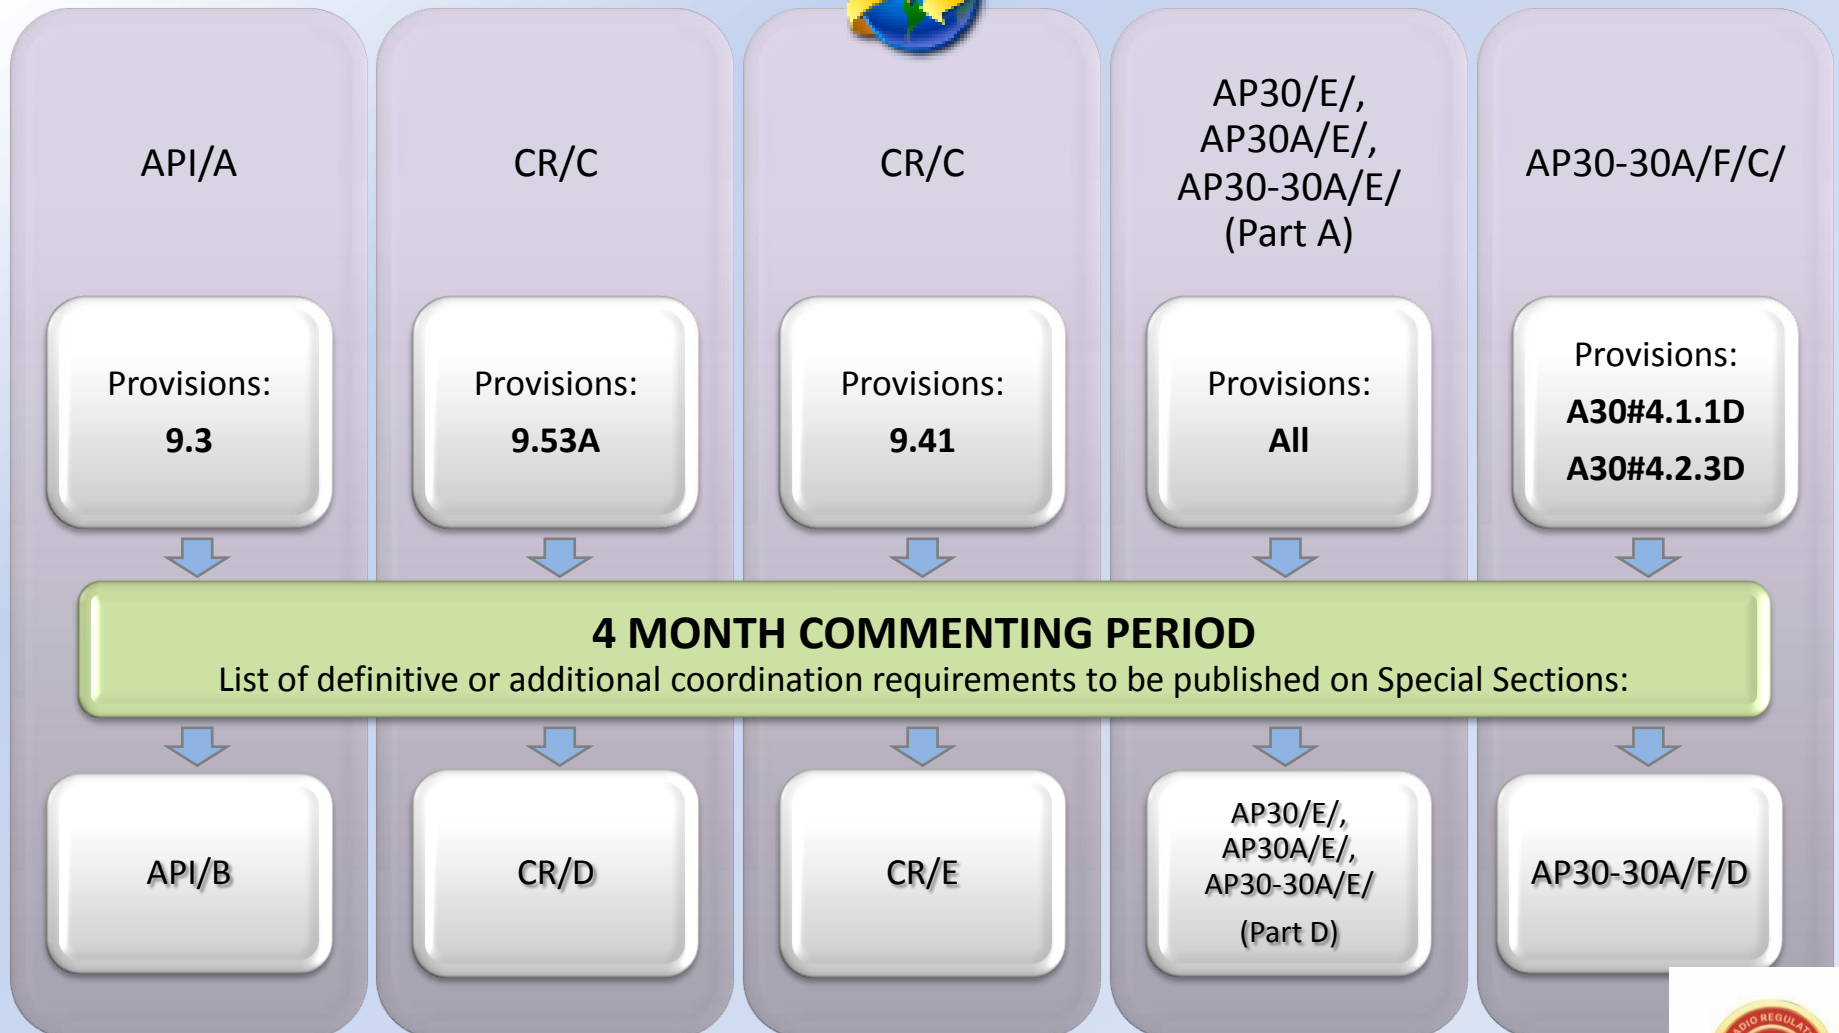 API/A
CR/C
CR/C
AP30/E/,
AP30A/E/,
AP30-30A/E/
(Part A)
AP30-30A/F/C/
Provisions:
9.3
Provisions:
9.53A
Provisions:
9.41
Provisions:
All
Provisions:
A30#4.1.1D
A30#4.2.3D
4 MONTH COMMENTING PERIOD
List of definitive or additional coordination requirements to be published on Special Sections:
API/B
CR/D
CR/E
AP30/E/,
AP30A/E/,
AP30-30A/E/
(Part D)
AP30-30A/F/D